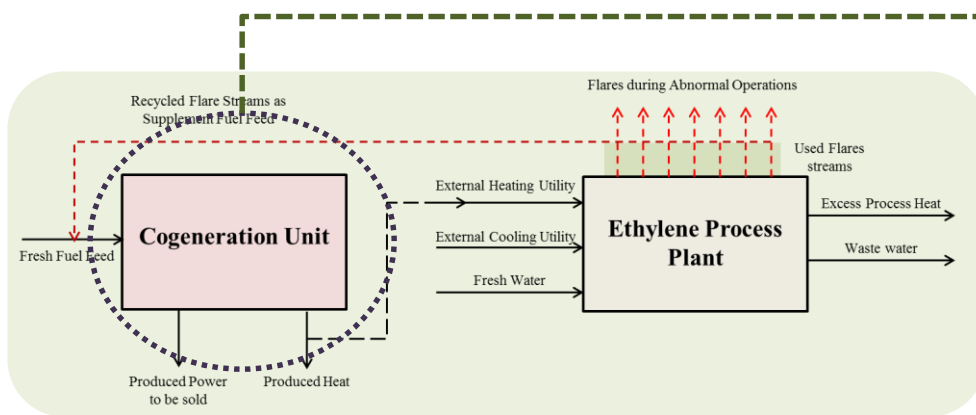 Flares during Abnormal Operations
Recycled Flare Streams as
Supplement Fuel Feed
Used Flares
streams
External Heating Utility
Excess Process Heat
Cogeneration Unit
Ethylene Process
Plant
External Cooling Utility
Fresh Fuel Feed
Waste water
Fresh Water
Produced Power
to be sold
Produced Heat